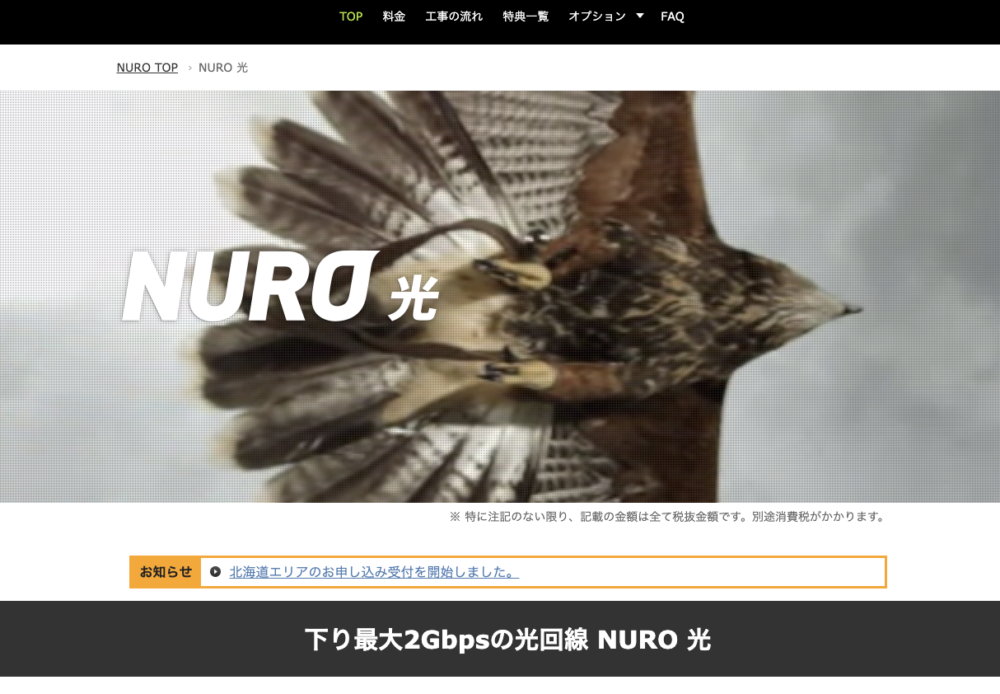 TOP 料金 工事の流れ 特典一覧 オプション ▼ FAQ
NURO TOP › NURO 光
NURO 光
※ 特に注記のない限り、記載の金額は全て税抜金額です。別途消費税がかかります。
お知らせ 北海道エリアのお申し込み受付を開始しました。
下り最大2Gbpsの光回線 NURO 光